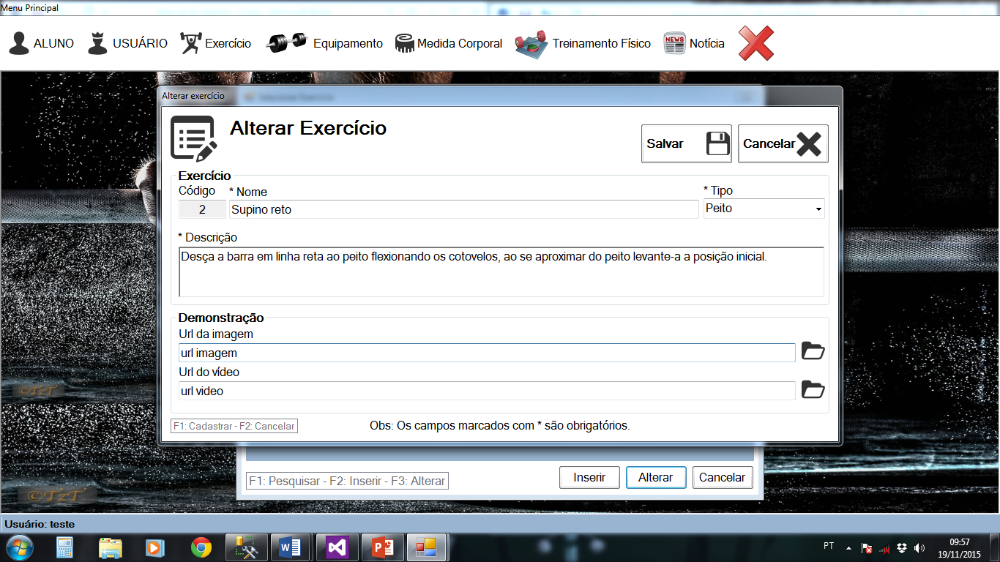 Menu Principal
ALUNO USUÁRIO Exercício Equipamento Medida Corporal Treinamento Físico NEWS Notícia
Alterar exercício
Alterar Exercício
Salvar Cancelar
Exercício
Código * Nome * Tipo
2 Supino reto Peito
* Descrição
Desça a barra em linha reta ao peito flexionando os cotovelos, ao se aproximar do peito levante-a a posição inicial.
Demonstração
Url da imagem
url imagem
Url do vídeo
url video
©TzT
F1: Cadastrar - F2: Cancelar Obs: Os campos marcados com * são obrigatórios.
F1: Pesquisar - F2: Inserir - F3: Alterar Inserir Alterar Cancelar
©TzT
Usuário: teste
PT 09:57
19/11/2015